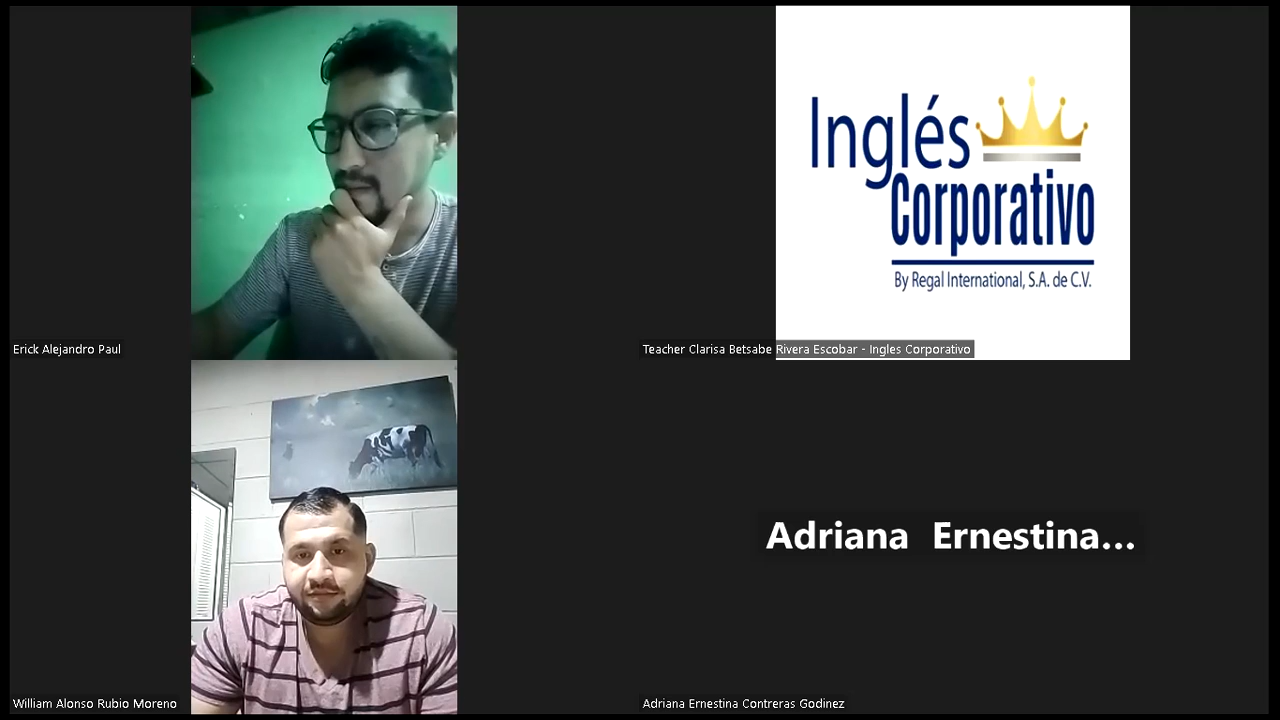 Inglés
Corporativo
By Regal International, S.A. de C.V.
Erick Alejandro Paul
Teacher Clarisa Betsabe Rivera Escobar - Ingles Corporativo
Adriana Ernestina...
William Alonso Rubio Moreno
Adriana Ernestina Contreras Godinez